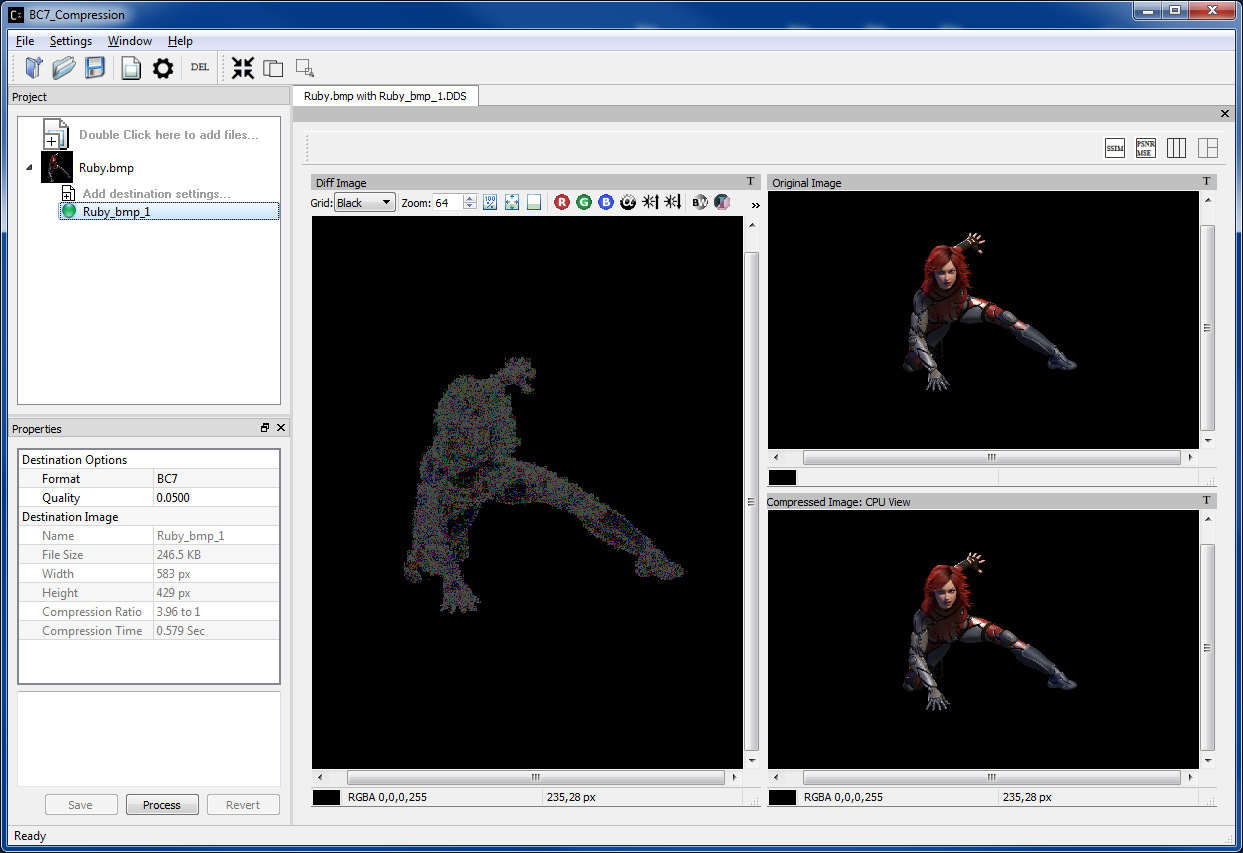 BC7_Compression
File Settings Window Help
DEL
Project
Double Click here to add files...
Ruby.bmp
Add destination settings...
Ruby_bmp_1
Properties
Destination Options
Format BC7
Quality 0.0500
Destination Image
Name Ruby_bmp_1
File Size 246.5 KB
Width 583 px
Height 429 px
Compression Ratio 3.96 to 1
Compression Time 0.579 Sec
Save Process Revert
Ready
Ruby.bmp with Ruby_bmp_1.DDS
SSIM
PSNR
MSE
Diff Image T
Grid: Black Zoom: 64 100 % R G B α BW »
RGBA 0,0,0,255 235,28 px
Original Image T
Compressed Image: CPU View T
RGBA 0,0,0,255 235,28 px